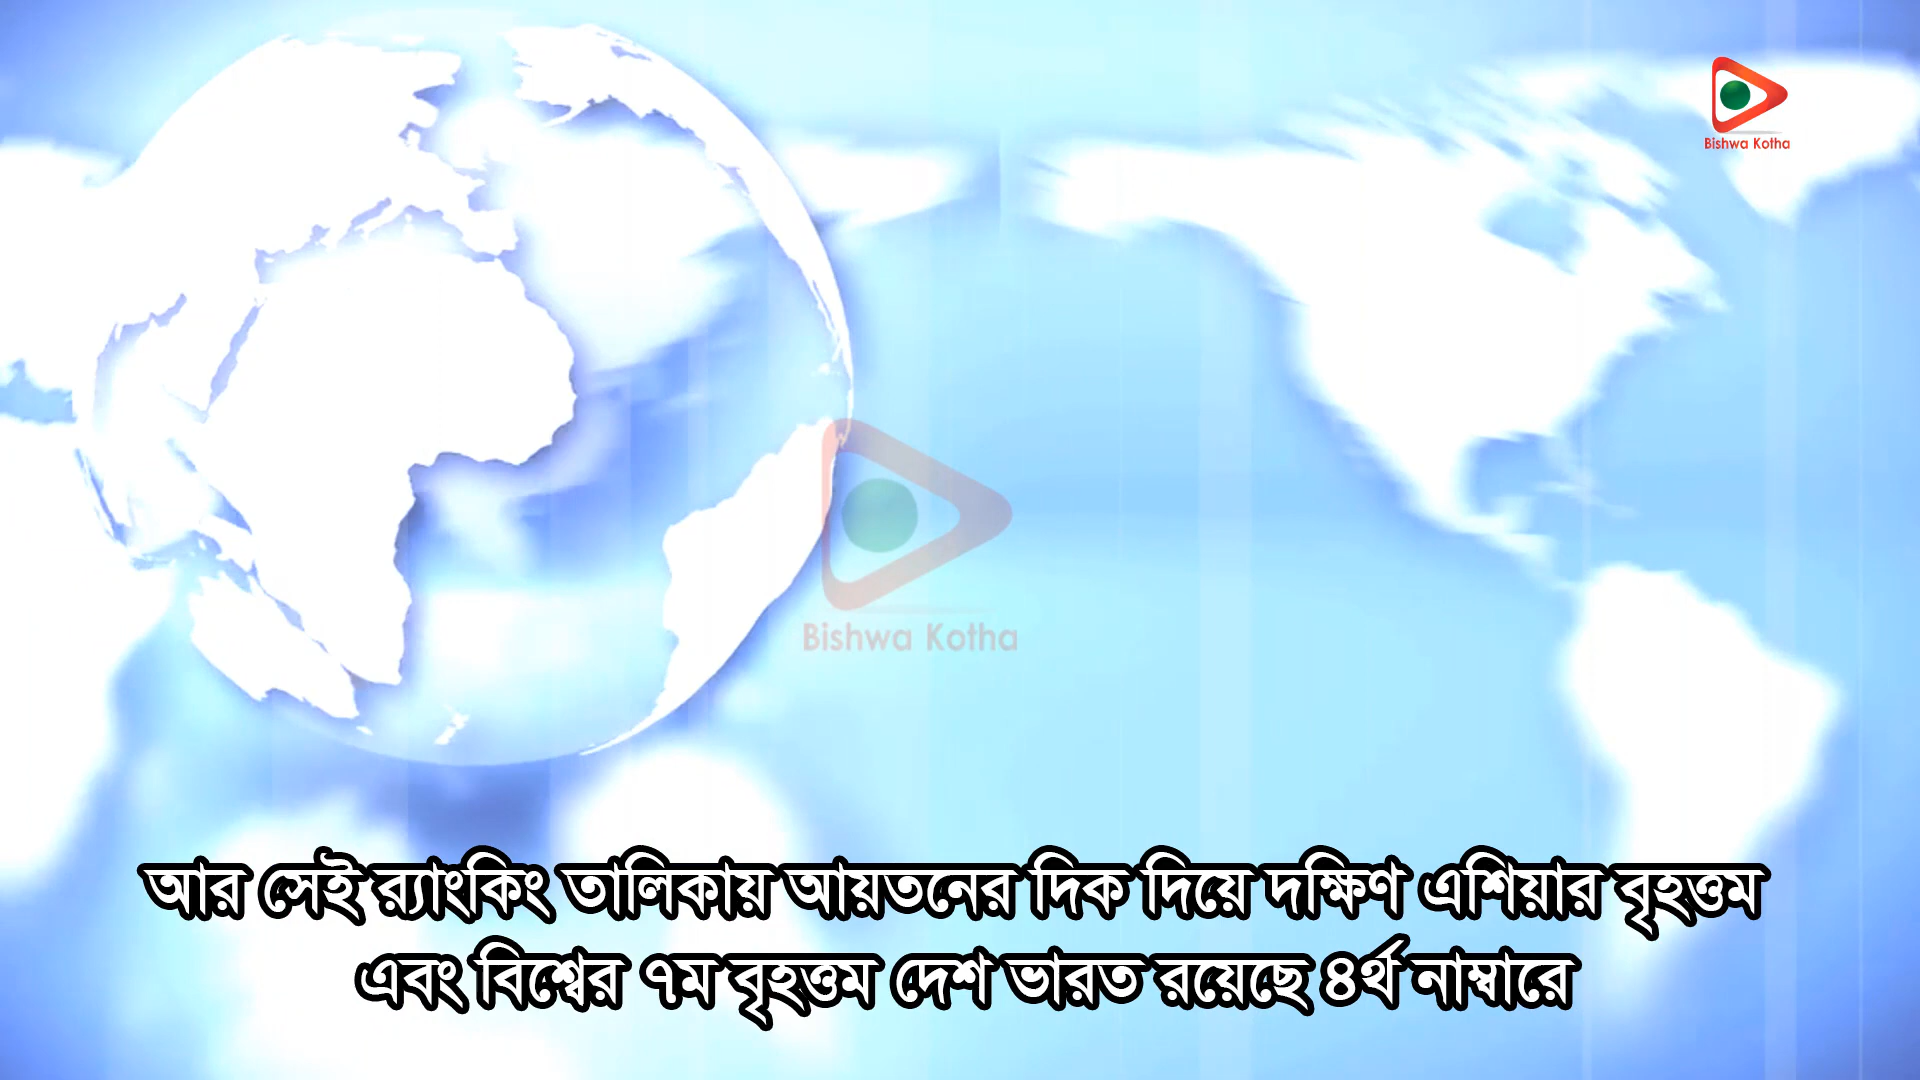 Bishwa Kotha
Bishwa Kotha
আর সেই র‍্যাংকিং তালিকায় আয়তনের দিক দিয়ে দক্ষিণ এশিয়ার বৃহত্তম
এবং বিশ্বের ৭ম বৃহত্তম দেশ ভারত রয়েছে ৪র্থ নাম্বারে